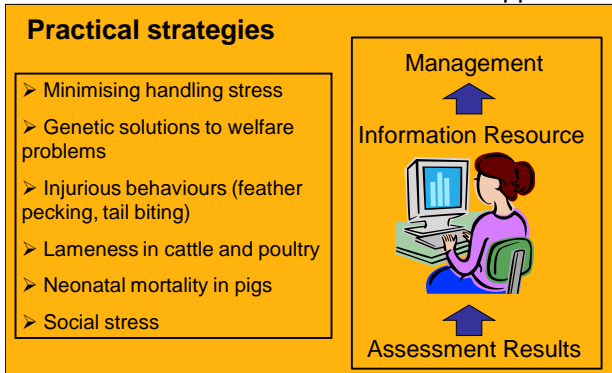 Practical strategies
➢ Minimising handling stress
➢ Genetic solutions to welfare
problems
➢ Injurious behaviours (feather
pecking, tail biting)
➢ Lameness in cattle and poultry
➢ Neonatal mortality in pigs
➢ Social stress
Management
Information Resource
Assessment Results